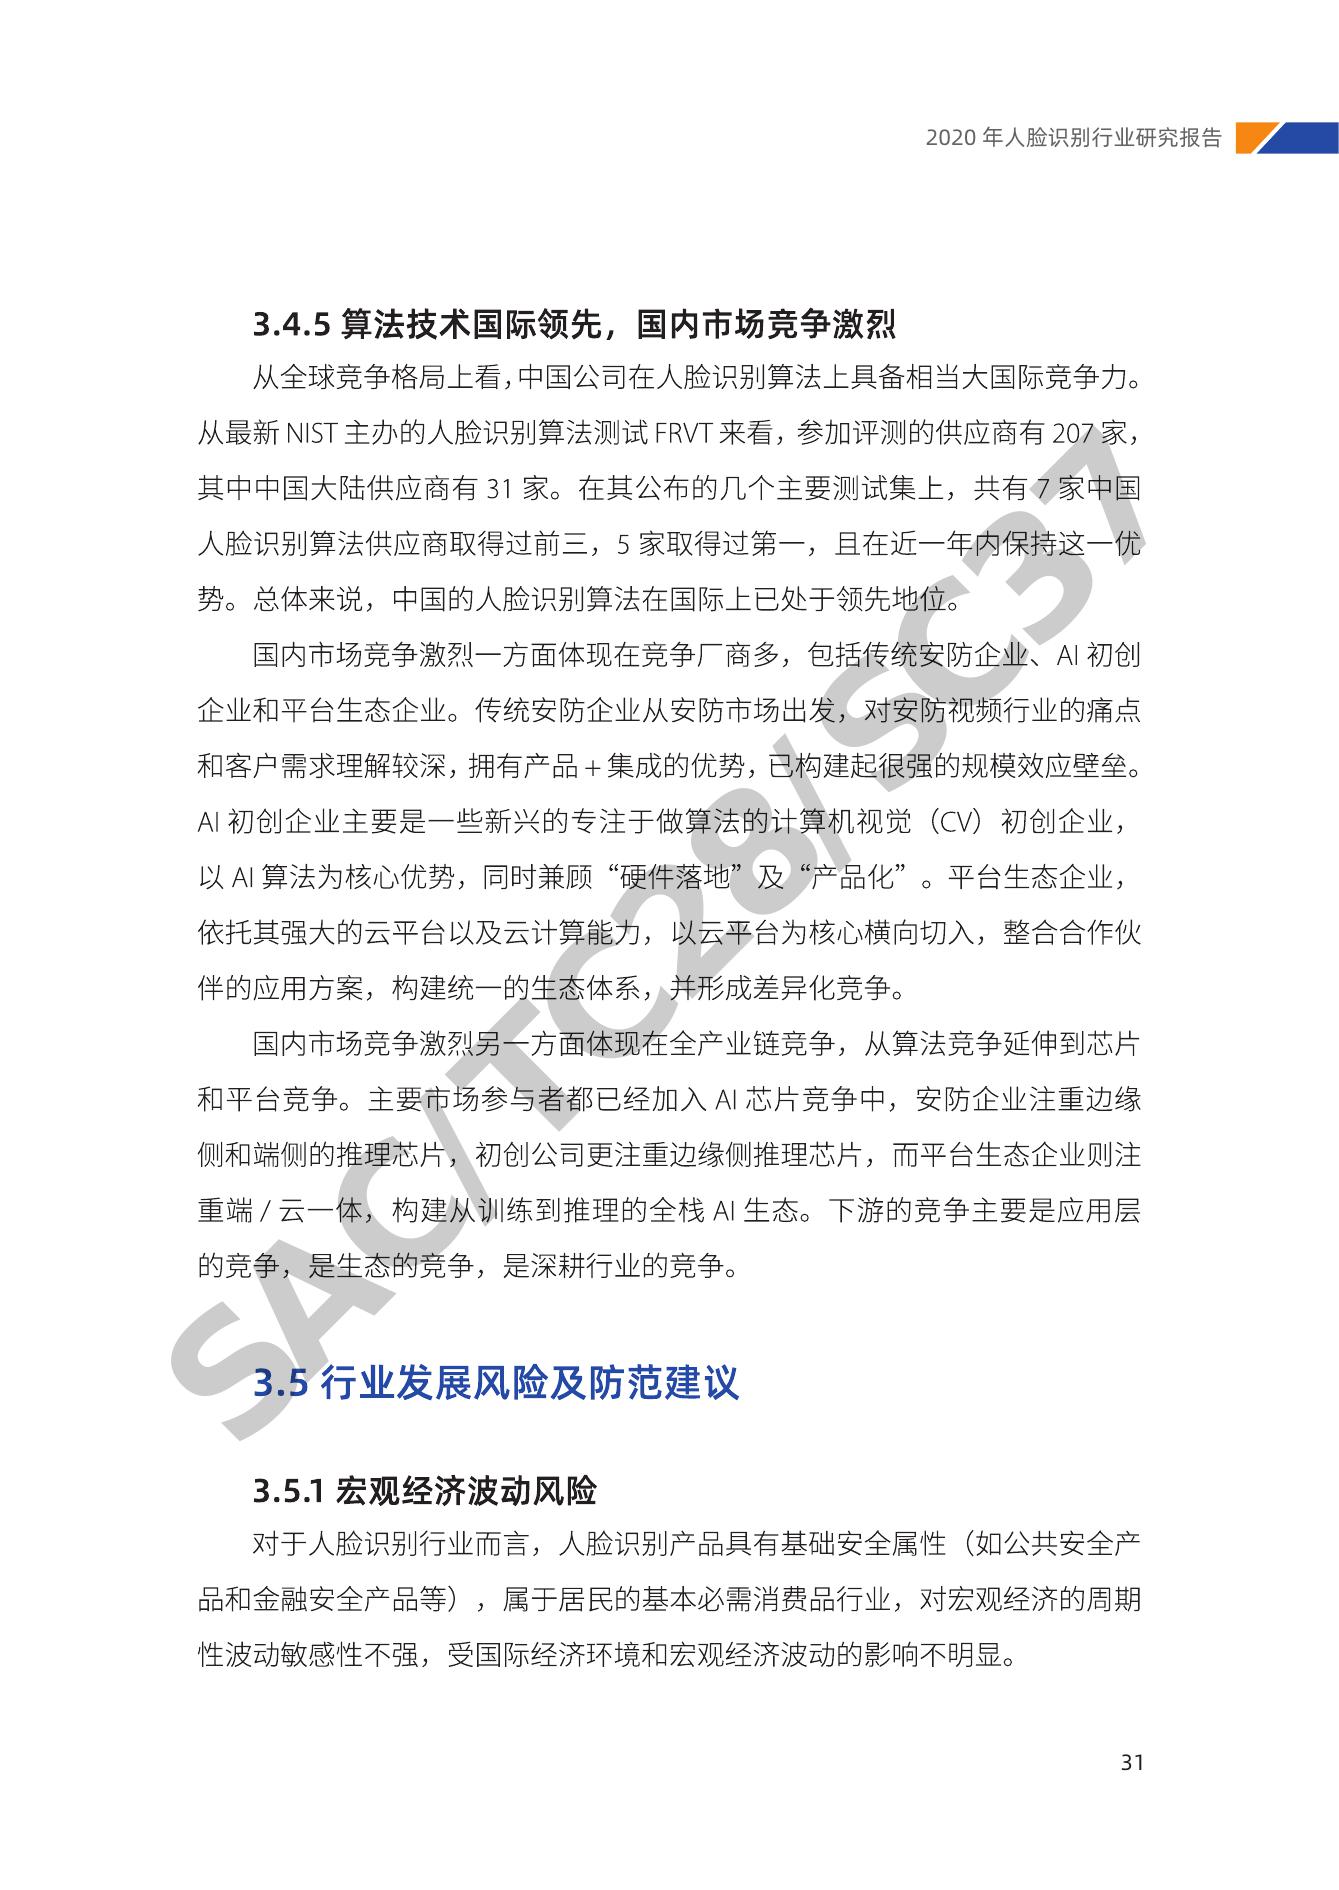 2020 年人脸识别行业研究报告
3.4.5 算法技术国际领先，国内市场竞争激烈
从全球竞争格局上看，中国公司在人脸识别算法上具备相当大国际竞争力。
从最新 NIST 主办的人脸识别算法测试 FRVT 来看，参加评测的供应商有 207 家，
其中中国大陆供应商有 31 家。在其公布的几个主要测试集上，共有 7 家中国
人脸识别算法供应商取得过前三，5 家取得过第一，且在近一年内保持这一优
势。总体来说，中国的人脸识别算法在国际上已处于领先地位。
国内市场竞争激烈一方面体现在竞争厂商多，包括传统安防企业、AI 初创
企业和平台生态企业。传统安防企业从安防市场出发，对安防视频行业的痛点
和客户需求理解较深，拥有产品 + 集成的优势，已构建起很强的规模效应壁垒。
AI 初创企业主要是一些新兴的专注于做算法的计算机视觉（CV）初创企业，
以 AI 算法为核心优势，同时兼顾“硬件落地”及“产品化”。平台生态企业，
依托其强大的云平台以及云计算能力，以云平台为核心横向切入，整合合作伙
伴的应用方案，构建统一的生态体系，并形成差异化竞争。
国内市场竞争激烈另一方面体现在全产业链竞争，从算法竞争延伸到芯片
和平台竞争。主要市场参与者都已经加入 AI 芯片竞争中，安防企业注重边缘
侧和端侧的推理芯片，初创公司更注重边缘侧推理芯片，而平台生态企业则注
重端 / 云一体，构建从训练到推理的全栈 AI 生态。下游的竞争主要是应用层
的竞争，是生态的竞争，是深耕行业的竞争。
SAC/TC28/SC37
3.5 行业发展风险及防范建议
3.5.1 宏观经济波动风险
对于人脸识别行业而言，人脸识别产品具有基础安全属性（如公共安全产
品和金融安全产品等），属于居民的基本必需消费品行业，对宏观经济的周期
性波动敏感性不强，受国际经济环境和宏观经济波动的影响不明显。
31